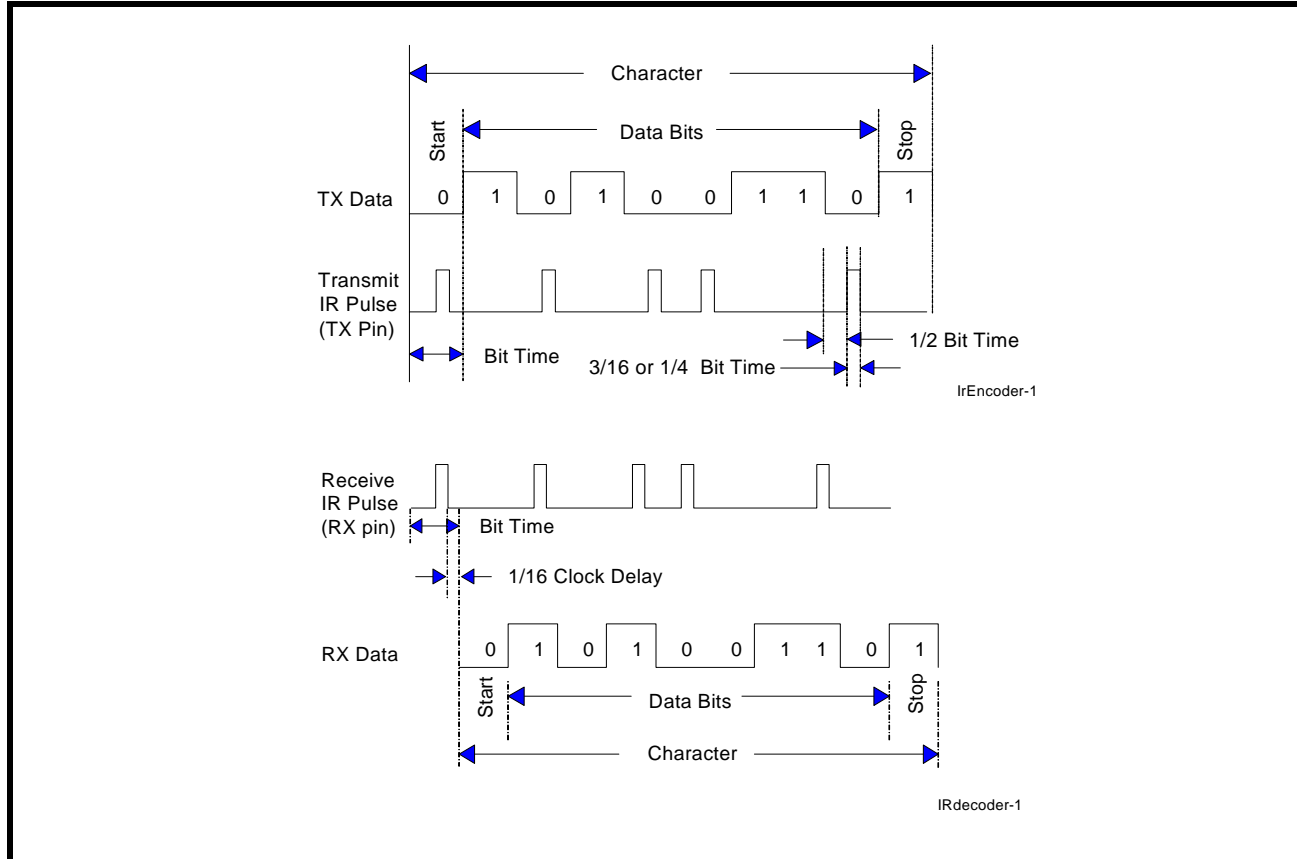 Character
Start
Data Bits
Stop
TX Data
0 1 0 1 0 0 1 1 0 1
Transmit
IR Pulse
(TX Pin)
Bit Time
1/2 Bit Time
3/16 or 1/4 Bit Time
IrEncoder-1
Receive
IR Pulse
(RX pin)
Bit Time
1/16 Clock Delay
RX Data
0 1 0 1 0 0 1 1 0 1
Start
Data Bits
Stop
Character
IRdecoder-1